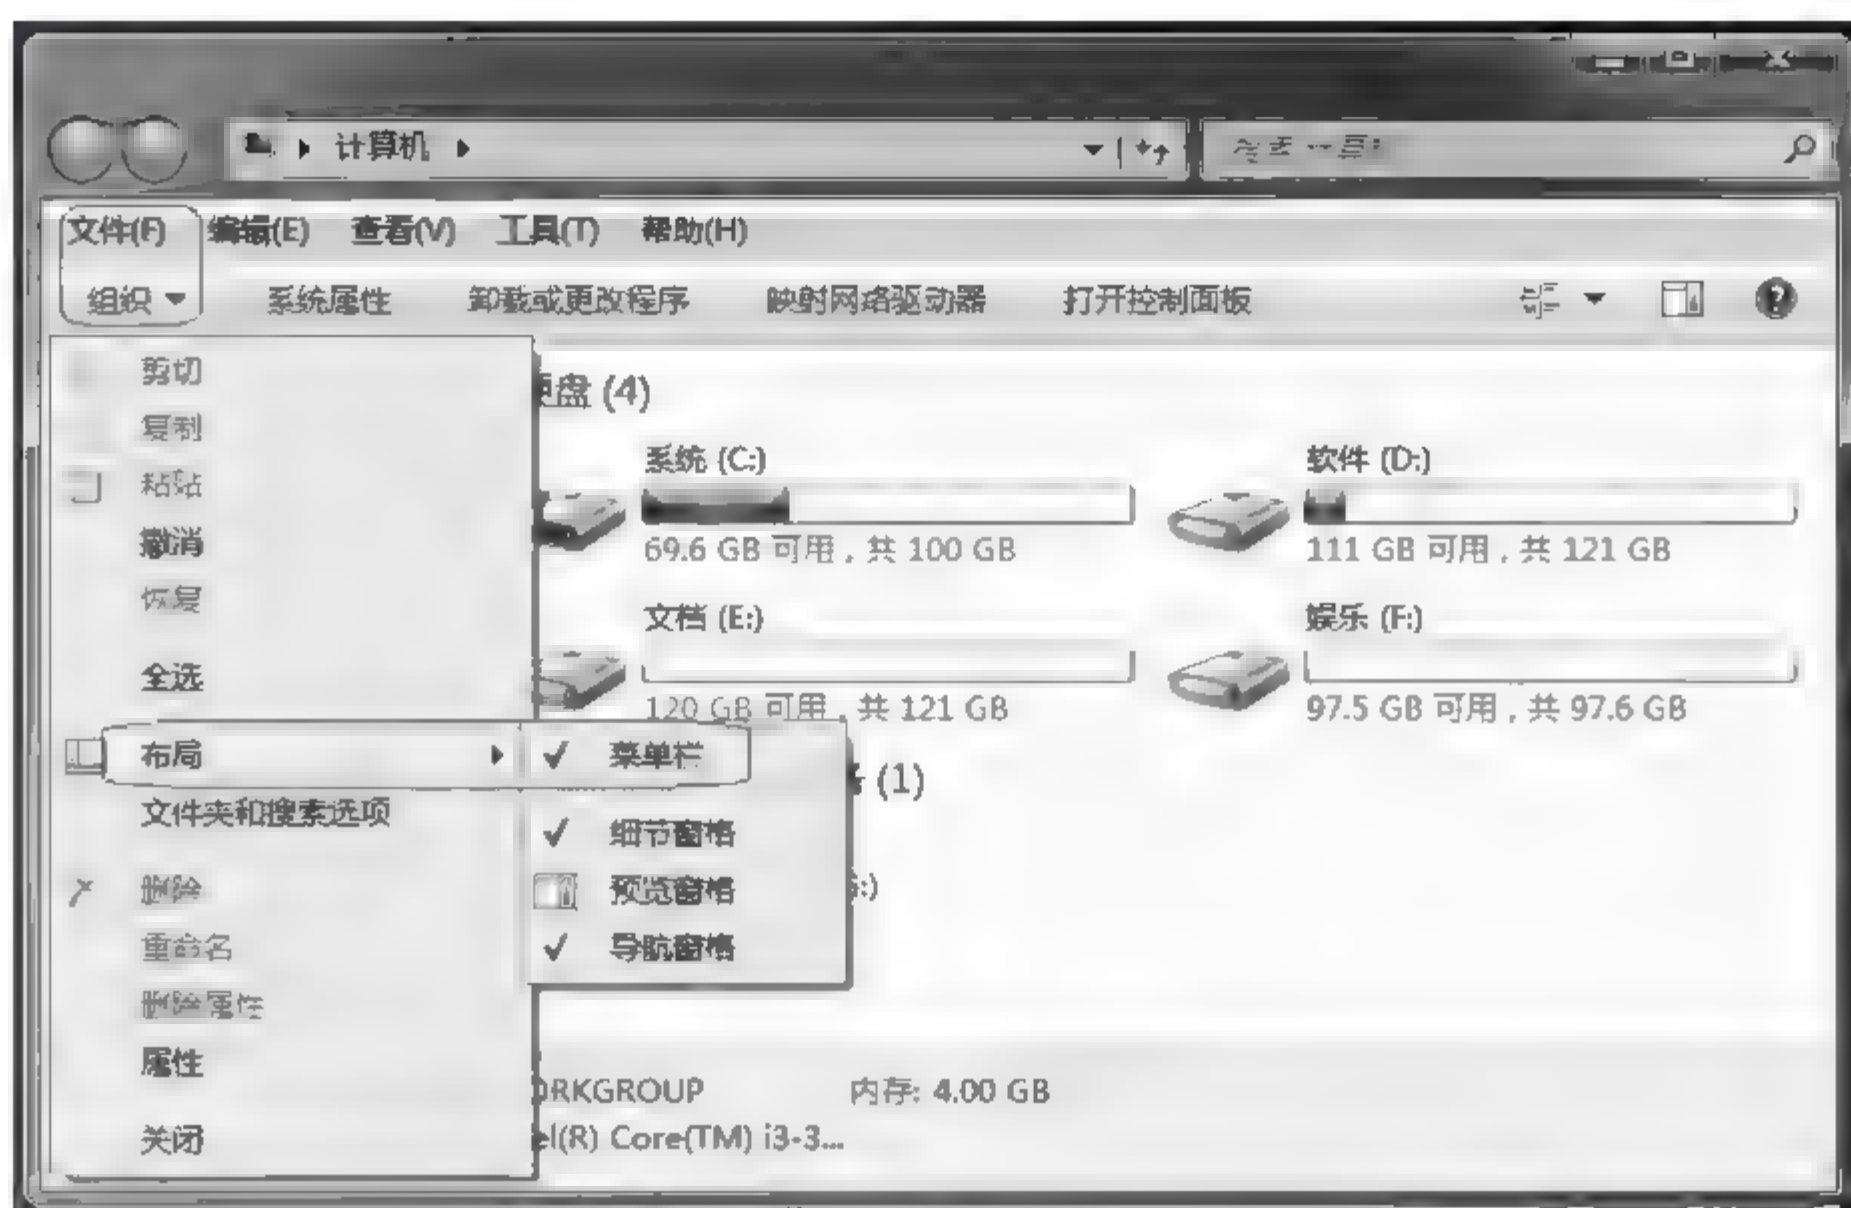 计算机
文件(F) 编辑(E) 查看(V) 工具(T) 帮助(H)
组织 系统属性 卸载或更改程序 映射网络驱动器 打开控制面板
剪切
复制
粘贴
撤消
恢复
全选
布局
文件夹和搜索选项
删除
重命名
删除属性
属性
关闭
菜单栏
细节窗格
预览窗格
导航窗格
硬盘 (4)
系统 (C:)
69.6 GB 可用，共 100 GB
软件 (D:)
111 GB 可用，共 121 GB
文档 (E:)
120 GB 可用，共 121 GB
娱乐 (F:)
97.5 GB 可用，共 97.6 GB
(1)
:)
ORKGROUP 内存: 4.00 GB
el(R) Core(TM) i3-3...